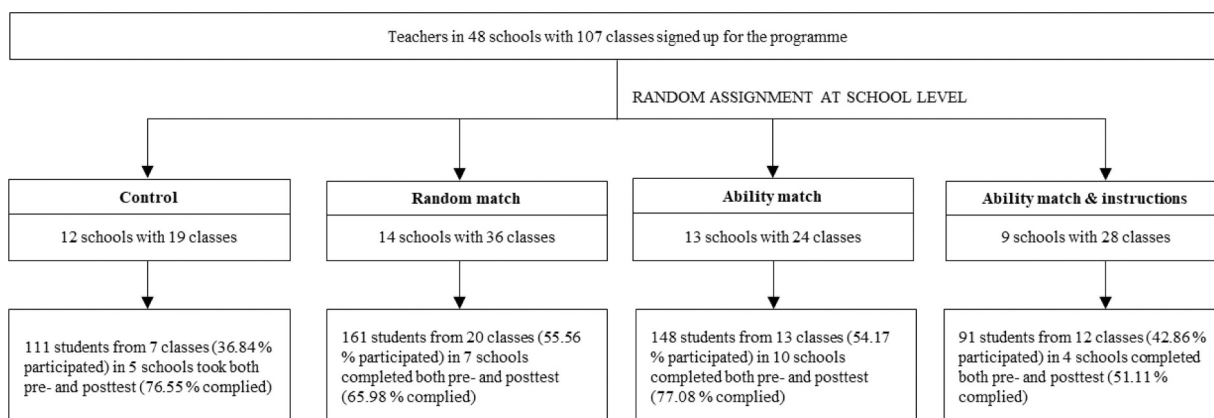 Teachers in 48 schools with 107 classes signed up for the programme
RANDOM ASSIGNMENT AT SCHOOL LEVEL
Control
12 schools with 19 classes
Random match
14 schools with 36 classes
Ability match
13 schools with 24 classes
Ability match & instructions
9 schools with 28 classes
111 students from 7 classes (36.84 %
participated) in 5 schools took both
pre- and posttest (76.55 % complied)
161 students from 20 classes (55.56
% participated) in 7 schools
completed both pre- and posttest
(65.98 % complied)
148 students from 13 classes (54.17
% participated) in 10 schools
completed both pre- and posttest
(77.08 % complied)
91 students from 12 classes (42.86
% participated) in 4 schools completed
both pre- and posttest (51.11 %
complied)